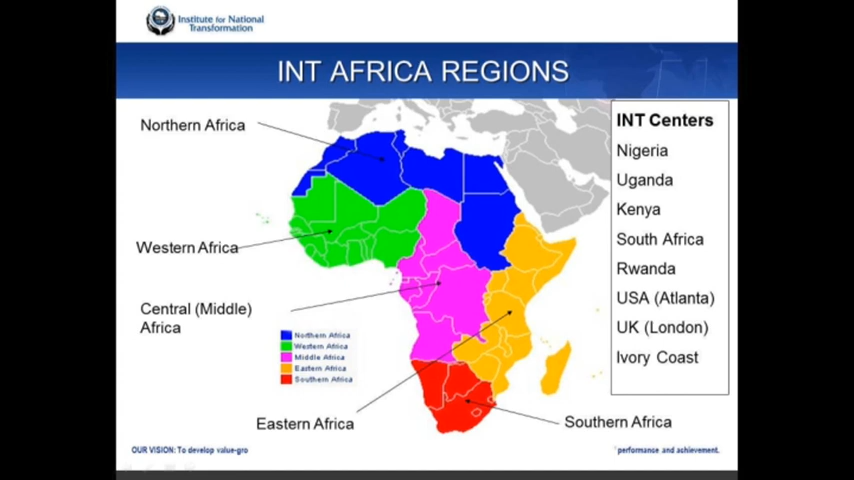 Institute for National
Transformation
INT AFRICA REGIONS
Northern Africa
Western Africa
Central (Middle)
Africa
Northern Africa
Western Africa
Middle Africa
Eastern Africa
Southern Africa
Eastern Africa
Southern Africa
INT Centers
Nigeria
Uganda
Kenya
South Africa
Rwanda
USA (Atlanta)
UK (London)
Ivory Coast
OUR VISION: To develop value-gro
performance and achievement.